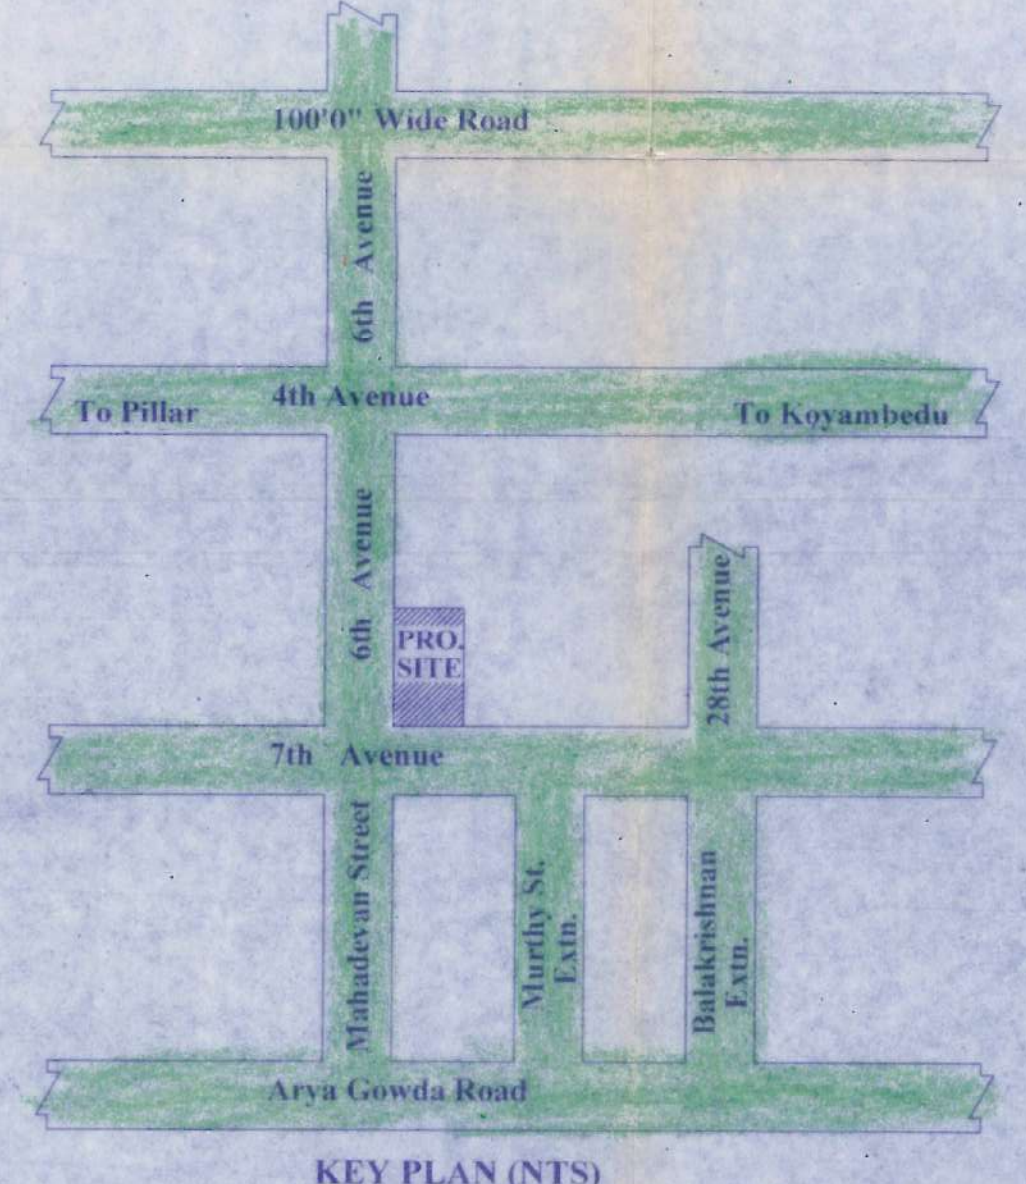 100'0" Wide Road
6th Avenue
4th Avenue
To Pillar
To Koyambedu
6th Avenue
28th Avenue
PRO.
SITE
7th Avenue
Mahadevan Street
Murthy St.
Extn.
Balakrishnan
Extn.
Arya Gowda Road
KEY PLAN (NTS)